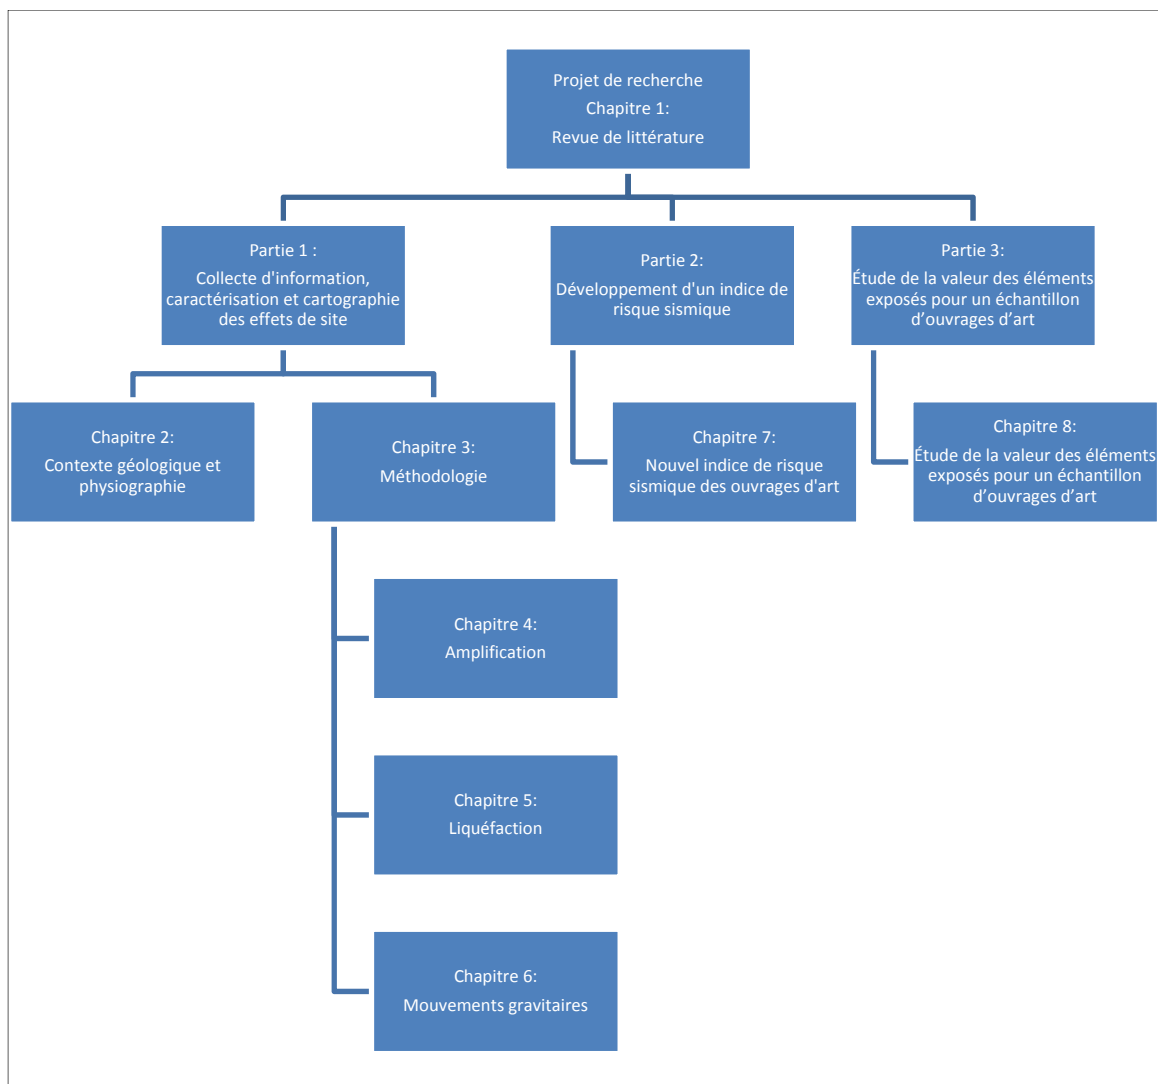 Projet de recherche
Chapitre 1:
Revue de littérature
Partie 1 :
Collecte d'information,
caractérisation et cartographie
des effets de site
Partie 2:
Développement d'un indice de
risque sismique
Partie 3:
Étude de la valeur des éléments
exposés pour un échantillon
d’ouvrages d’art
Chapitre 2:
Contexte géologique et
physiographie
Chapitre 3:
Méthodologie
Chapitre 7:
Nouvel indice de risque
sismique des ouvrages d'art
Chapitre 8:
Étude de la valeur des éléments
exposés pour un échantillon
d’ouvrages d’art
Chapitre 4:
Amplification
Chapitre 5:
Liquéfaction
Chapitre 6:
Mouvements gravitaires